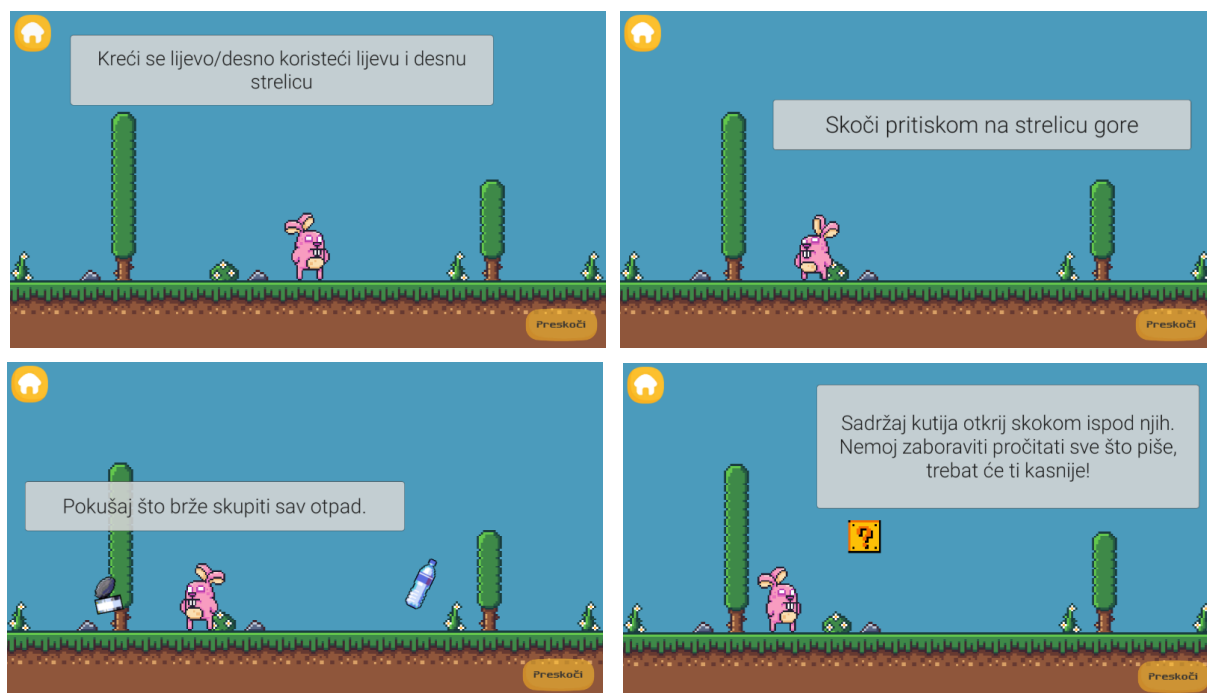 Kreći se lijevo/desno koristeći lijevu i desnu
strelicu
Preskoči
Skoči pritiskom na strelicu gore
Preskoči
Pokušaj što brže skupiti sav otpad.
Preskoči
Sadržaj kutija otkrij skokom ispod njih.
Nemoj zaboraviti pročitati sve što piše,
trebat će ti kasnije!
?
Preskoči